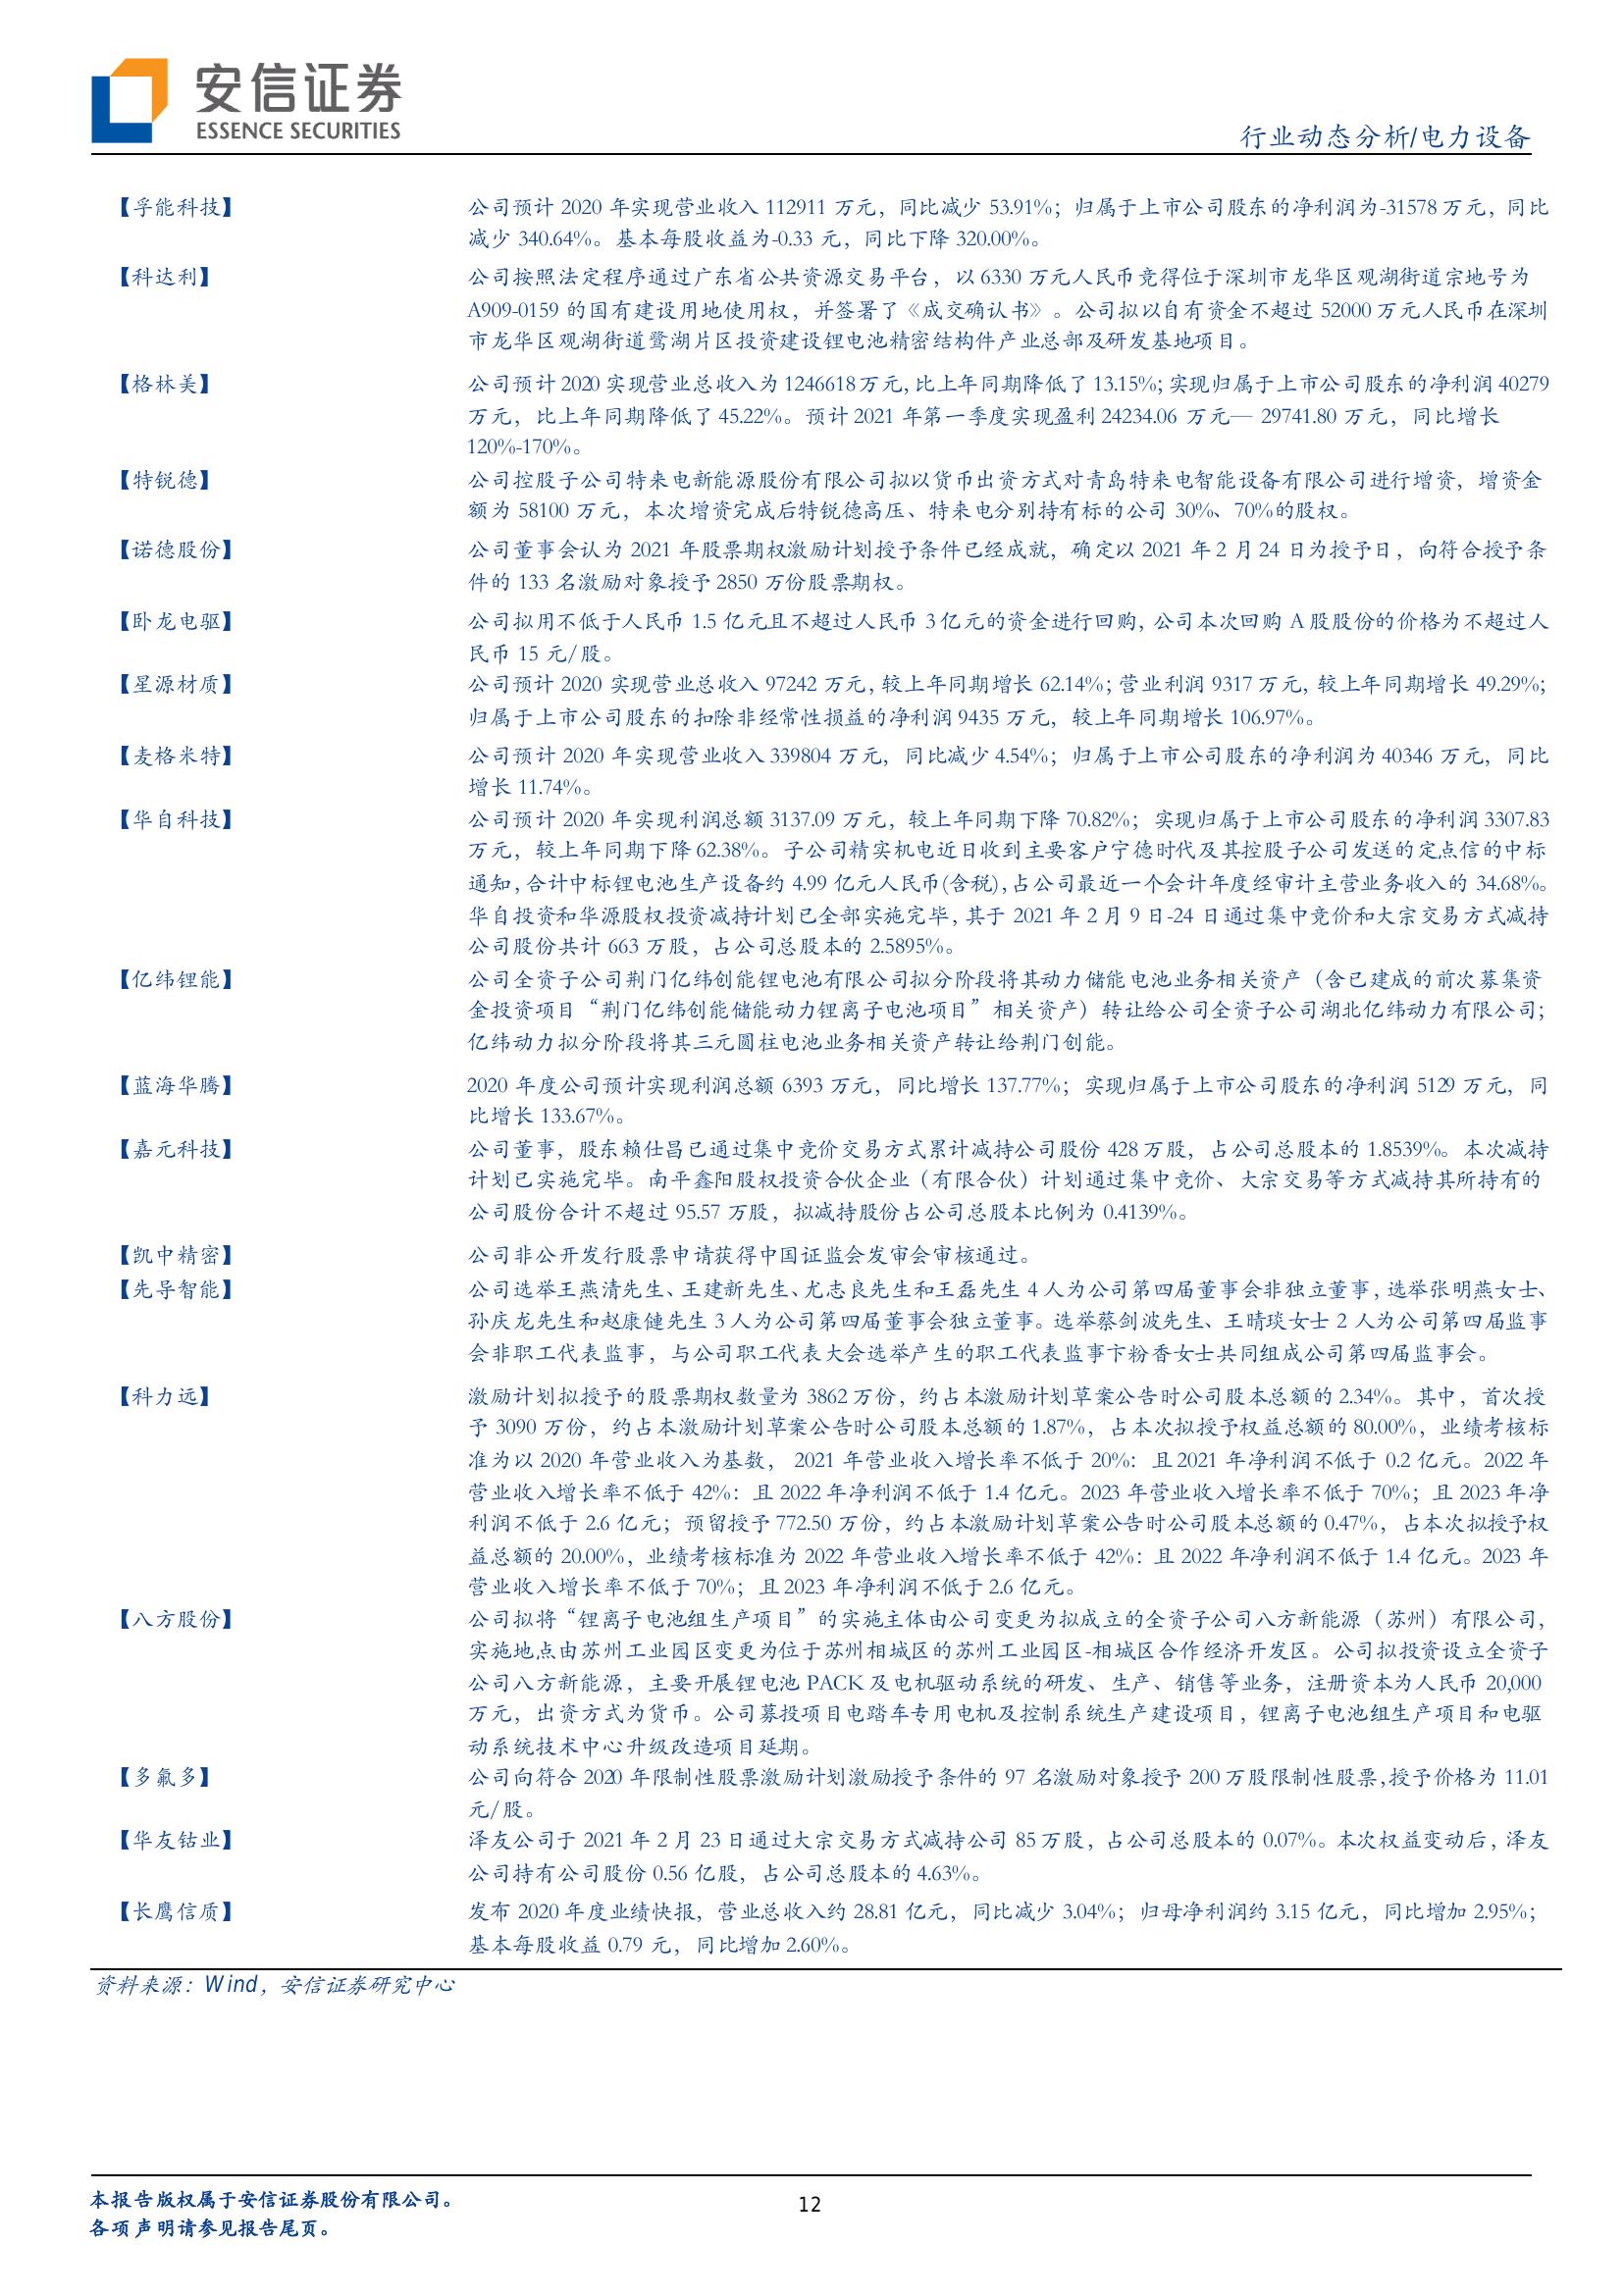 安信证券
ESSENCE SECURITIES
行业动态分析/电力设备
【孚能科技】 公司预计 2020 年实现营业收入 112911 万元，同比减少 53.91%；归属于上市公司股东的净利润为-31578 万元，同比
减少 340.64%。基本每股收益为-0.33 元，同比下降 320.00%。
【科达利】 公司按照法定程序通过广东省公共资源交易平台，以 6330 万元人民币竞得位于深圳市龙华区观湖街道宗地号为
A909-0159 的国有建设用地使用权，并签署了《成交确认书》。公司拟以自有资金不超过 52000 万元人民币在深圳
市龙华区观湖街道鹭湖片区投资建设锂电池精密结构件产业总部及研发基地项目。
【格林美】 公司预计 2020 实现营业总收入为 1246618 万元，比上年同期降低了 13.15%；实现归属于上市公司股东的净利润 40279
万元，比上年同期降低了 45.22%。预计 2021 年第一季度实现盈利 24234.06 万元— 29741.80 万元，同比增长
120%-170%。
【特锐德】 公司控股子公司特来电新能源股份有限公司拟以货币出资方式对青岛特来电智能设备有限公司进行增资，增资金
额为 58100 万元，本次增资完成后特锐德高压、特来电分别持有标的公司 30%、70%的股权。
【诺德股份】 公司董事会认为 2021 年股票期权激励计划授予条件已经成就，确定以 2021 年 2 月 24 日为授予日，向符合授予条
件的 133 名激励对象授予 2850 万份股票期权。
【卧龙电驱】 公司拟用不低于人民币 1.5 亿元且不超过人民币 3 亿元的资金进行回购，公司本次回购 A 股股份的价格为不超过人
民币 15 元/股。
【星源材质】 公司预计 2020 实现营业总收入 97242 万元，较上年同期增长 62.14%；营业利润 9317 万元，较上年同期增长 49.29%；
归属于上市公司股东的扣除非经常性损益的净利润 9435 万元，较上年同期增长 106.97%。
【麦格米特】 公司预计 2020 年实现营业收入 339804 万元，同比减少 4.54%；归属于上市公司股东的净利润为 40346 万元，同比
增长 11.74%。
【华自科技】 公司预计 2020 年实现利润总额 3137.09 万元，较上年同期下降 70.82%；实现归属于上市公司股东的净利润 3307.83
万元，较上年同期下降 62.38%。子公司精实机电近日收到主要客户宁德时代及其控股子公司发送的定点信的中标
通知，合计中标锂电池生产设备约 4.99 亿元人民币(含税)，占公司最近一个会计年度经审计主营业务收入的 34.68%。
华自投资和华源股权投资减持计划已全部实施完毕，其于 2021 年 2 月 9 日-24 日通过集中竞价和大宗交易方式减持
公司股份共计 663 万股，占公司总股本的 2.5895%。
【亿纬锂能】 公司全资子公司荆门亿纬创能锂电池有限公司拟分阶段将其动力储能电池业务相关资产（含已建成的前次募集资
金投资项目“荆门亿纬创能储能动力锂离子电池项目”相关资产）转让给公司全资子公司湖北亿纬动力有限公司；
亿纬动力拟分阶段将其三元圆柱电池业务相关资产转让给荆门创能。
【蓝海华腾】 2020 年度公司预计实现利润总额 6393 万元，同比增长 137.77%；实现归属于上市公司股东的净利润 5129 万元，同
比增长 133.67%。
【嘉元科技】 公司董事，股东赖仕昌已通过集中竞价交易方式累计减持公司股份 428 万股，占公司总股本的 1.8539%。本次减持
计划已实施完毕。南平鑫阳股权投资合伙企业（有限合伙）计划通过集中竞价、大宗交易等方式减持其所持有的
公司股份合计不超过 95.57 万股，拟减持股份占公司总股本比例为 0.4139%。
【凯中精密】 公司非公开发行股票申请获得中国证监会发审会审核通过。
【先导智能】 公司选举王燕清先生、王建新先生、尤志良先生和王磊先生 4 人为公司第四届董事会非独立董事，选举张明燕女士、
孙庆龙先生和赵康僆先生 3 人为公司第四届董事会独立董事。选举蔡剑波先生、王晴琰女士 2 人为公司第四届监事
会非职工代表监事，与公司职工代表大会选举产生的职工代表监事卞粉香女士共同组成公司第四届监事会。
【科力远】 激励计划拟授予的股票期权数量为 3862 万份，约占本激励计划草案公告时公司股本总额的 2.34%。其中，首次授
予 3090 万份，约占本激励计划草案公告时公司股本总额的 1.87%，占本次拟授予权益总额的 80.00%，业绩考核标
准为以 2020 年营业收入为基数， 2021 年营业收入增长率不低于 20%：且 2021 年净利润不低于 0.2 亿元。2022 年
营业收入增长率不低于 42%：且 2022 年净利润不低于 1.4 亿元。2023 年营业收入增长率不低于 70%；且 2023 年净
利润不低于 2.6 亿元；预留授予 772.50 万份，约占本激励计划草案公告时公司股本总额的 0.47%，占本次拟授予权
益总额的 20.00%，业绩考核标准为 2022 年营业收入增长率不低于 42%：且 2022 年净利润不低于 1.4 亿元。2023 年
营业收入增长率不低于 70%；且 2023 年净利润不低于 2.6 亿元。
【八方股份】 公司拟将“锂离子电池组生产项目”的实施主体由公司变更为拟成立的全资子公司八方新能源（苏州）有限公司，
实施地点由苏州工业园区变更为位于苏州相城区的苏州工业园区-相城区合作经济开发区。公司拟投资设立全资子
公司八方新能源，主要开展锂电池 PACK 及电机驱动系统的研发、生产、销售等业务，注册资本为人民币 20,000
万元，出资方式为货币。公司募投项目电踏车专用电机及控制系统生产建设项目，锂离子电池组生产项目和电驱
动系统技术中心升级改造项目延期。
【多氟多】 公司向符合 2020 年限制性股票激励计划激励授予条件的 97 名激励对象授予 200 万股限制性股票,授予价格为 11.01
元/股。
【华友钴业】 泽友公司于 2021 年 2 月 23 日通过大宗交易方式减持公司 85 万股，占公司总股本的 0.07%。本次权益变动后，泽友
公司持有公司股份 0.56 亿股，占公司总股本的 4.63%。
【长鹰信质】 发布 2020 年度业绩快报，营业总收入约 28.81 亿元，同比减少 3.04%；归母净利润约 3.15 亿元，同比增加 2.95%；
基本每股收益 0.79 元，同比增加 2.60%。
资料来源：Wind，安信证券研究中心
本报告版权属于安信证券股份有限公司。
各项声明请参见报告尾页。
12